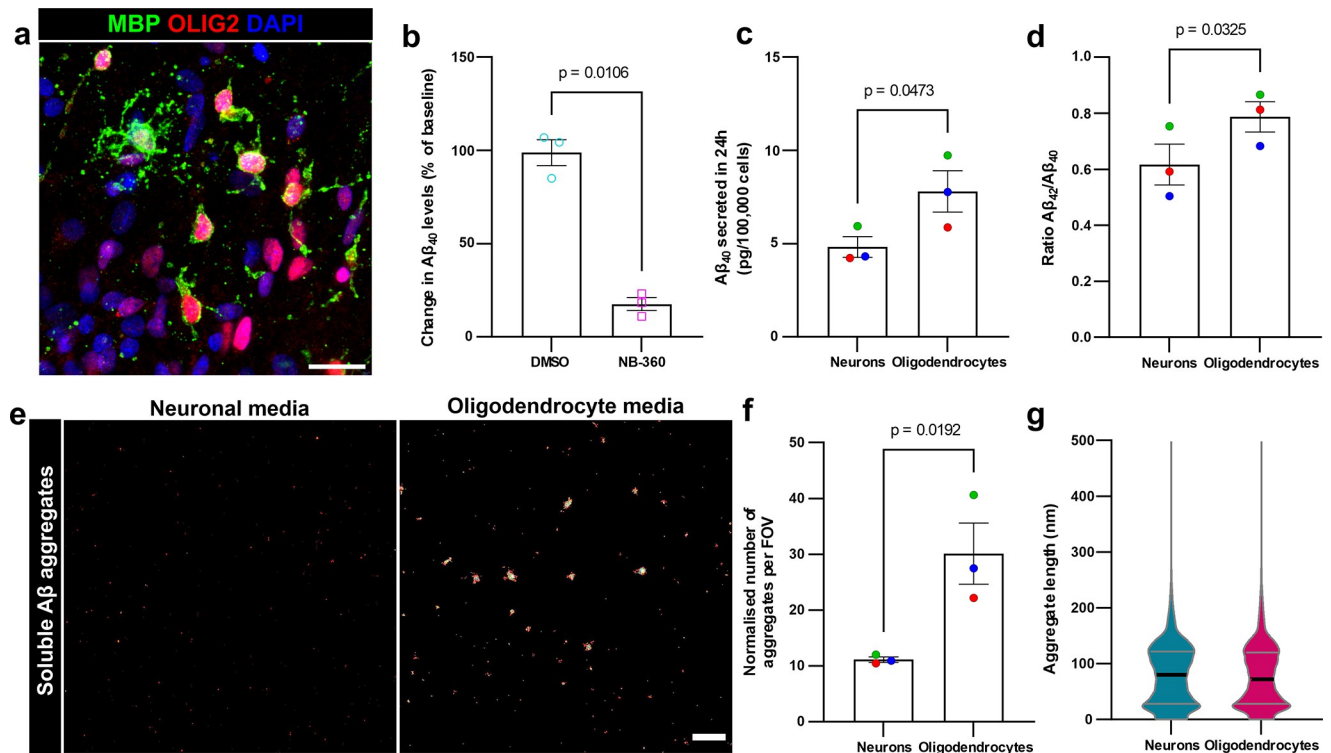 a
MBP OLIG2 DAPI
b
Change in Aβ₄₀ levels (% of baseline)
150
100
50
0
p = 0.0106
DMSO
NB-360
c
Aβ₄₀ secreted in 24h
(pg/100,000 cells)
15
10
5
0
p = 0.0473
Neurons
Oligodendrocytes
d
Ratio Aβ₄₂/Aβ₄₀
1.0
0.8
0.6
0.4
0.2
0.0
p = 0.0325
Neurons
Oligodendrocytes
e
Neuronal media
Oligodendrocyte media
Soluble Aβ aggregates
f
Normalised number of
aggregates per FOV
50
40
30
20
10
0
p = 0.0192
Neurons
Oligodendrocytes
g
Aggregate length (nm)
500
400
300
200
100
0
Neurons
Oligodendrocytes